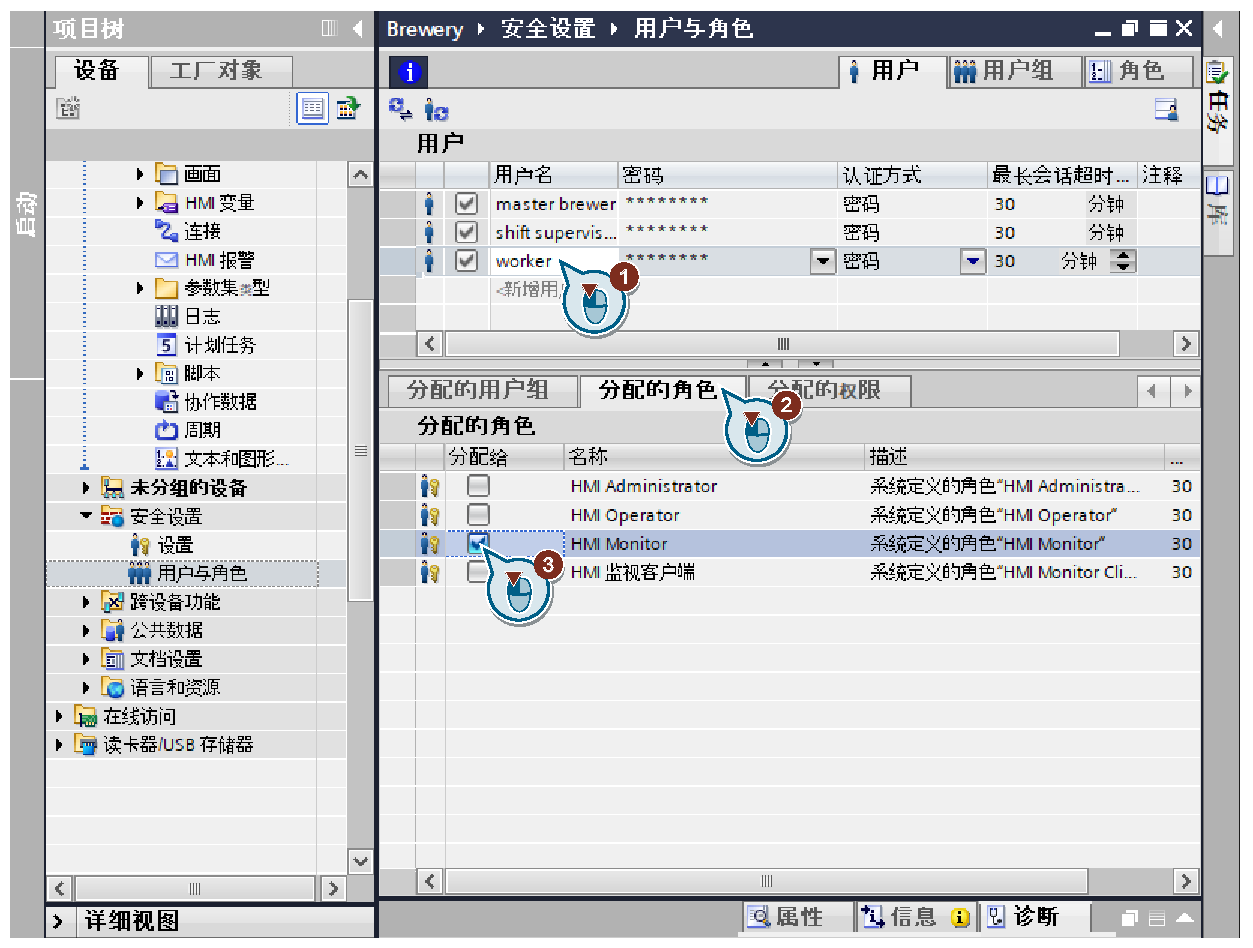 项目树
Brewery ▸ 安全设置 ▸ 用户与角色
设备
工厂对象
用户
用户组
角色
任务
库
启动
用户
用户名 密码 认证方式 最长会话超时... 注释
master brewer ******** 密码 30 分钟
shift supervis... ******** 密码 30 分钟
worker ******** 密码 30 分钟
<新增用
1
画面
HMI 变量
连接
HMI 报警
参数集类型
日志
5 计划任务
脚本
协作数据
周期
文本和图形...
未分组的设备
安全设置
设置
用户与角色
跨设备功能
公共数据
文档设置
语言和资源
在线访问
读卡器/USB 存储器
详细视图
分配的用户组
分配的角色
分配的权限
2
分配的角色
分配给 名称 描述 ...
HMI Administrator 系统定义的角色"HMI Administra... 30
HMI Operator 系统定义的角色"HMI Operator" 30
HMI Monitor 系统定义的角色"HMI Monitor" 30
3
HMI 监视客户端 系统定义的角色"HMI Monitor Cli... 30
属性
信息
诊断